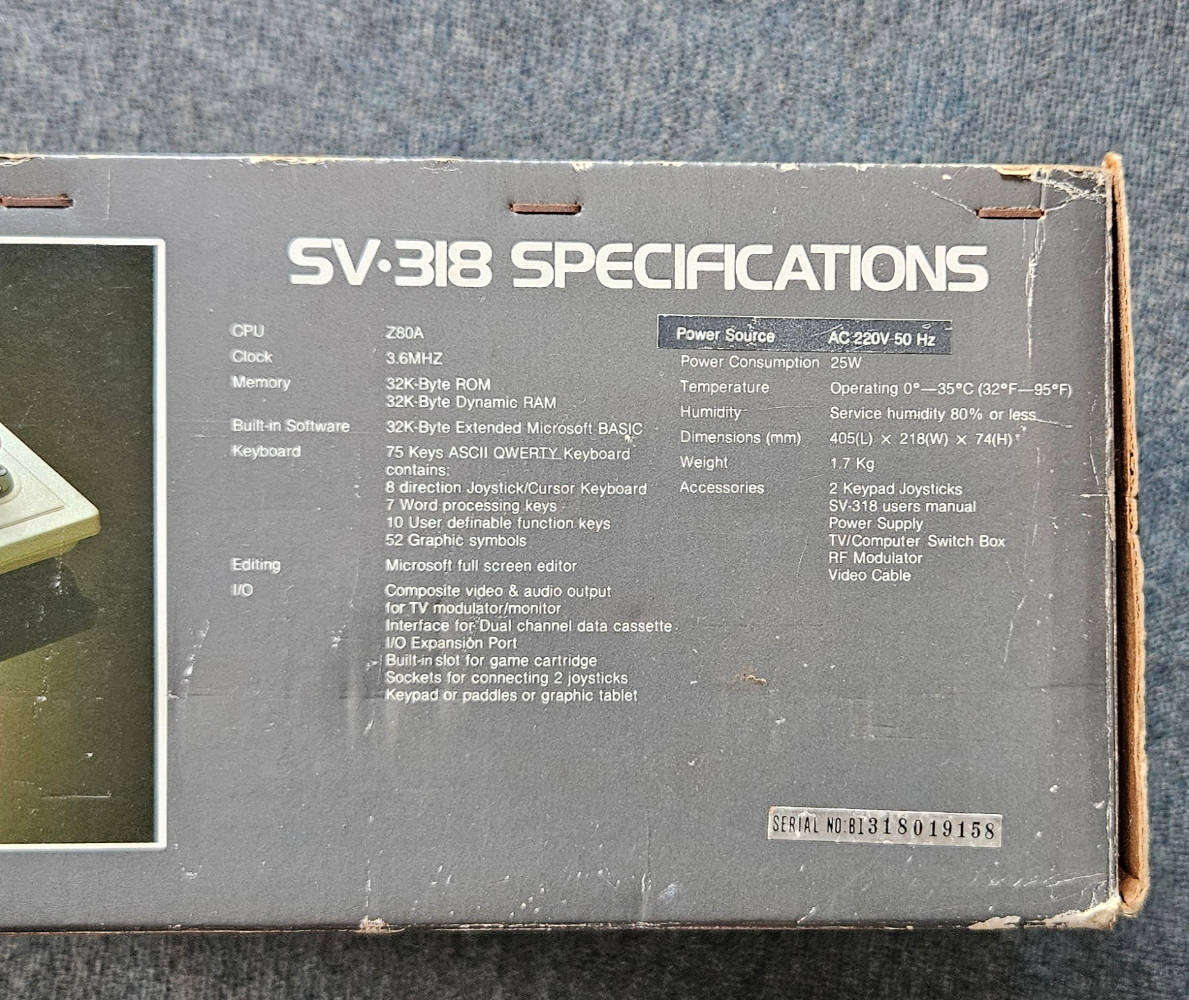 SV·318 SPECIFICATIONS
CPU Z80A
Clock 3.6MHZ
Memory 32K-Byte ROM
32K-Byte Dynamic RAM
Built-in Software 32K-Byte Extended Microsoft BASIC
Keyboard 75 Keys ASCII QWERTY Keyboard
contains:
8 direction Joystick/Cursor Keyboard
7 Word processing keys
10 User definable function keys
52 Graphic symbols
Editing Microsoft full screen editor
I/O Composite video & audio output
for TV modulator/monitor
Interface for Dual channel data cassette
I/O Expansion Port
Built-in slot for game cartridge
Sockets for connecting 2 joysticks
Keypad or paddles or graphic tablet
Power Source AC 220V-50 Hz
Power Consumption 25W
Temperature Operating 0°—35°C (32°F—95°F)
Humidity Service humidity 80% or less
Dimensions (mm) 405(L) × 218(W) × 74(H)
Weight 1.7 Kg
Accessories 2 Keypad Joysticks
SV-318 users manual
Power Supply
TV/Computer Switch Box
RF Modulator
Video Cable
SERIAL NO:B1318019158